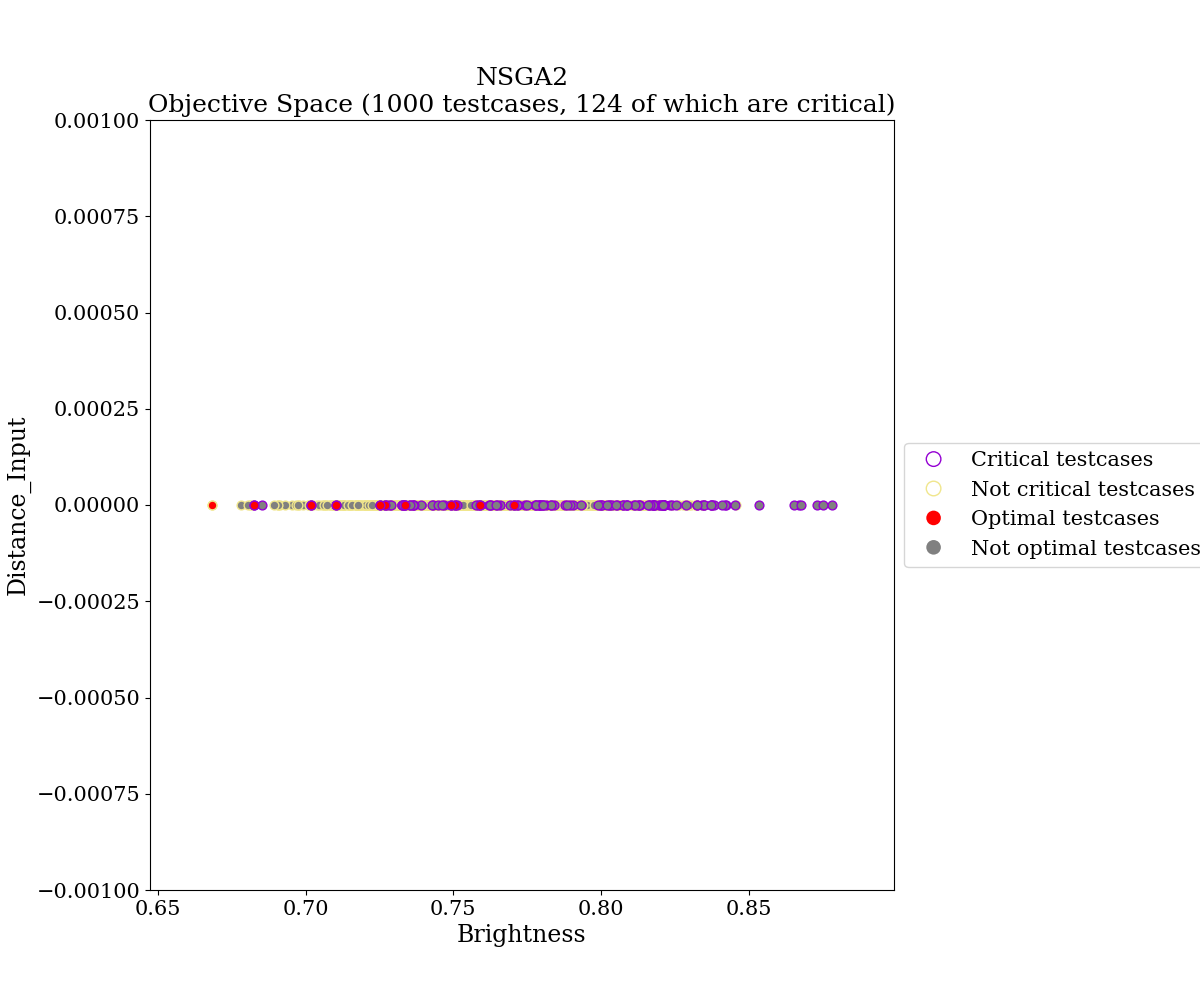 NSGA2
Objective Space (1000 testcases, 124 of which are critical)
0.00100
0.00075
0.00050
0.00025
0.00000
−0.00025
−0.00050
−0.00075
−0.00100
Distance_Input
0.65 0.70 0.75 0.80 0.85
Brightness
Critical testcases
Not critical testcases
Optimal testcases
Not optimal testcases